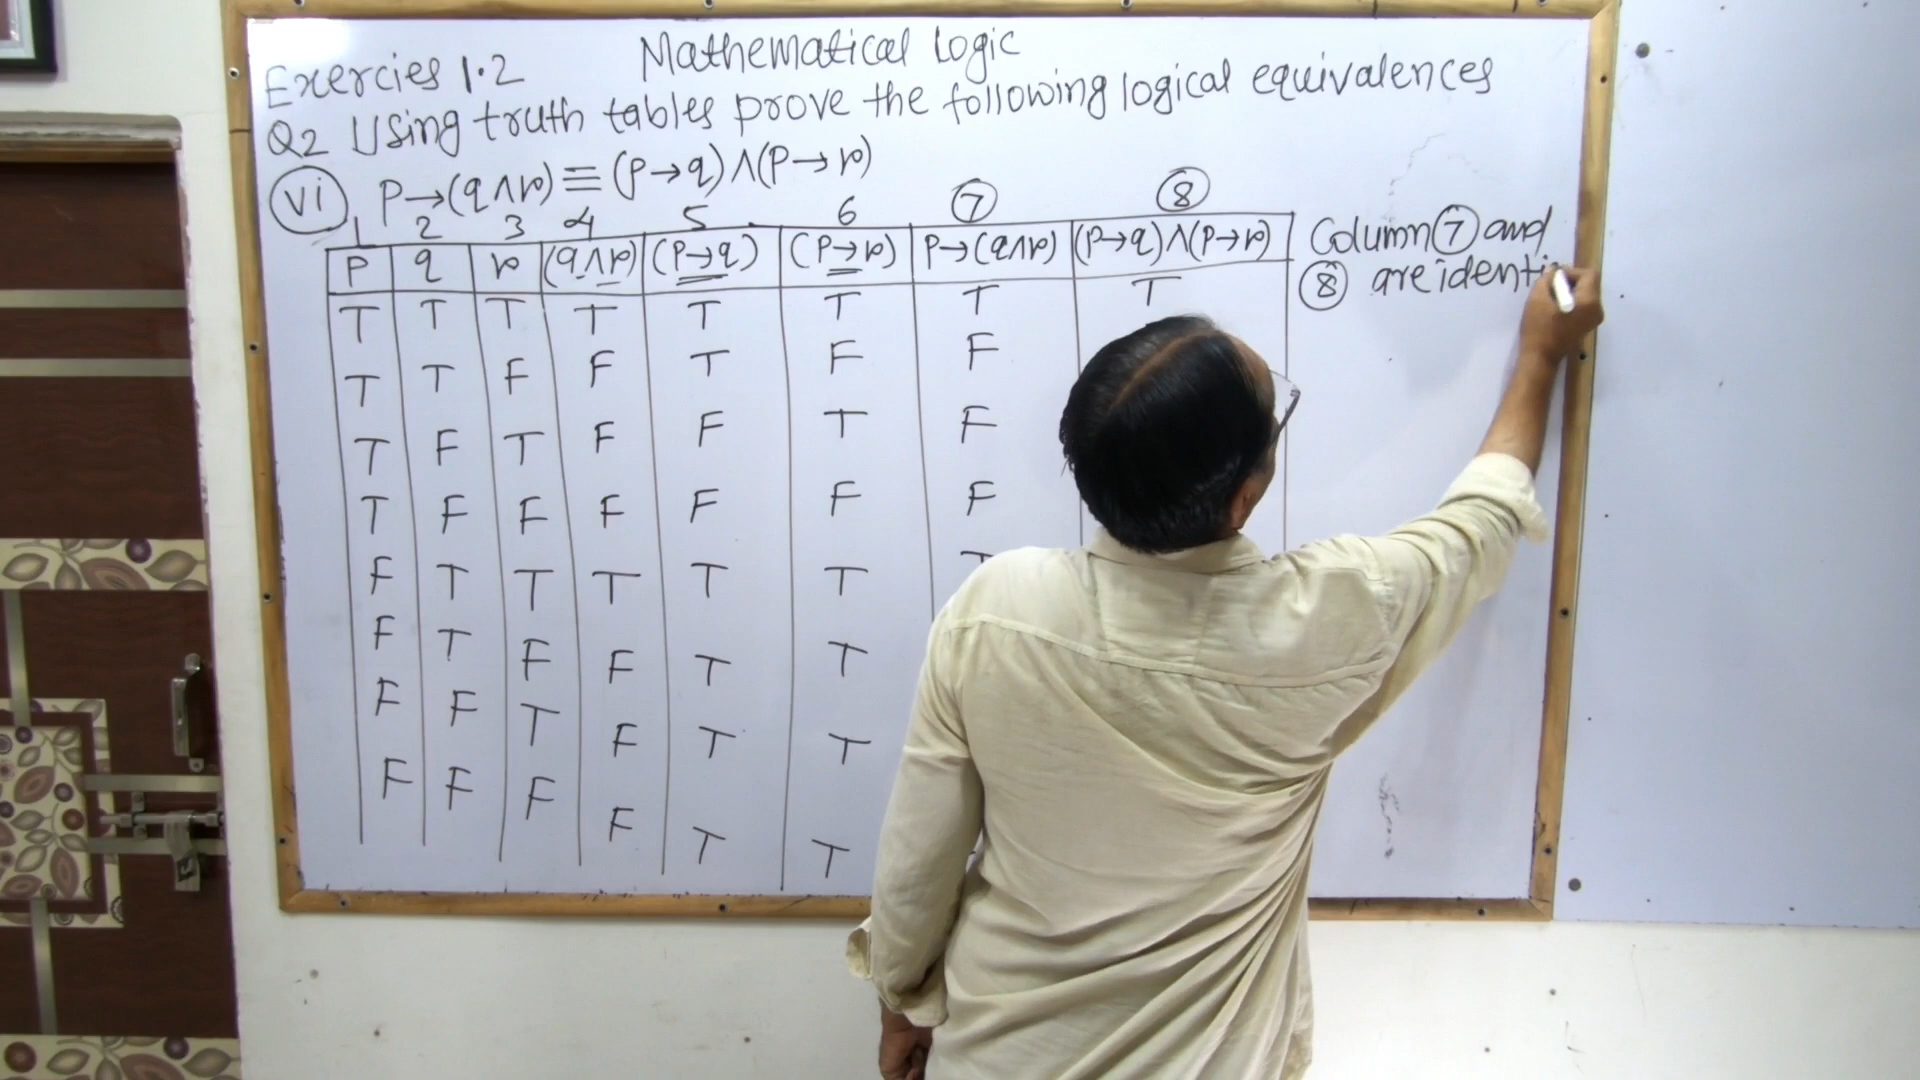 Mathematical Logic
Exercies 1.2
Q2 Using truth tables prove the following logical equivalences
vi P→(q∧r)≡(P→q)∧(P→r)
1 2 3 4 5 6 7 8
P q r (q∧r) (P→q) (P→r) P→(q∧r) (P→q)∧(P→r)
T T T T T T T T
T T F F T F F
T F T F F T F
T F F F F F F
F T T T T T T
F T F F T T
F F T F T T
F F F F T T
Column 7 and
8 are identi